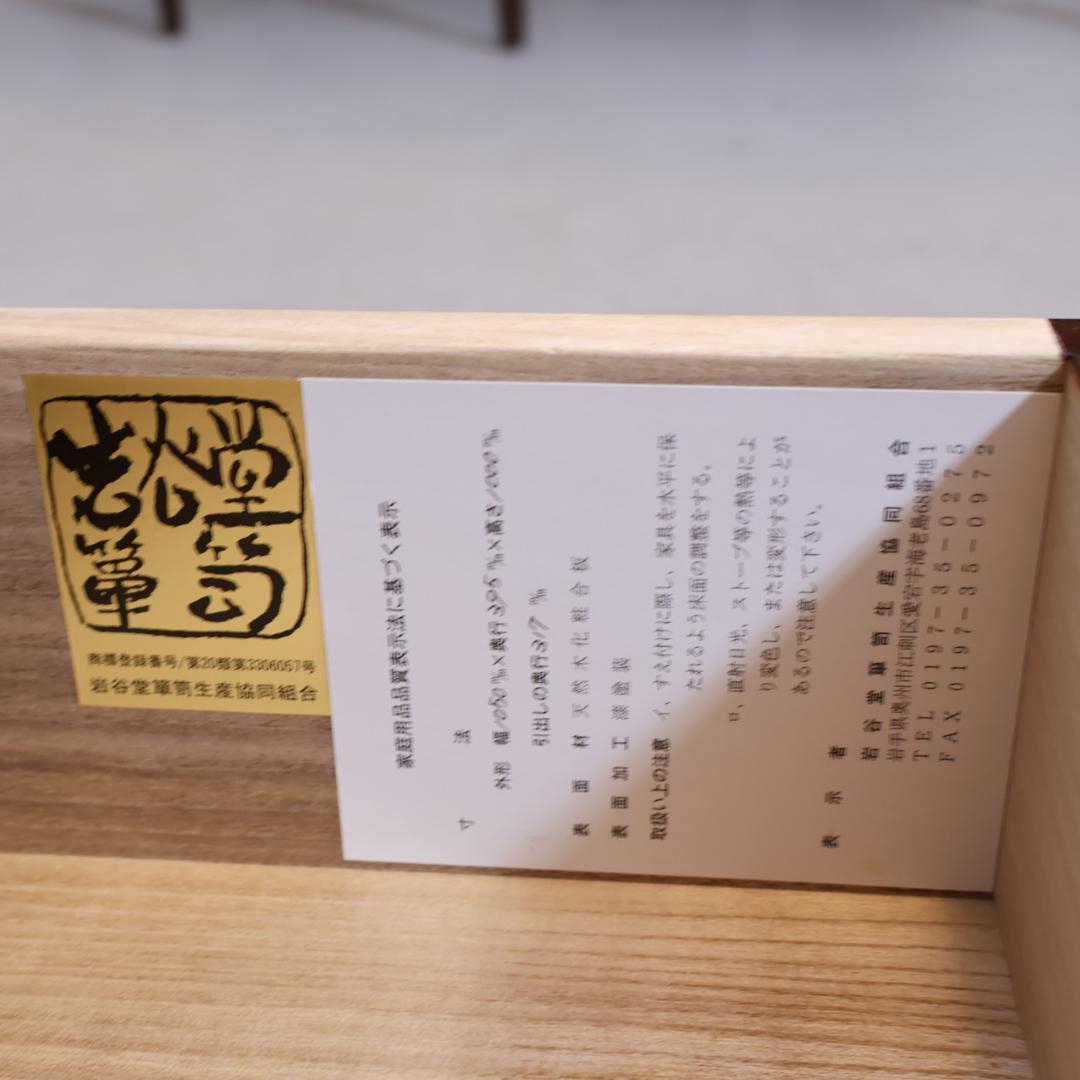 岩谷堂
簞笥
商標登録番号/第20類第3306057号
岩谷堂簞笥生産協同組合
家庭用品品質表示法に基づく表示
寸法
外形 幅1050㎜×奥行395㎜×高さ1000㎜
引出しの奥行317㎜
表面材 天然木化粧合板
表面加工 漆塗装
取扱い上の注意 イ、すえ付けに際し、家具を水平に保
たれるよう床面の調整をする。
ロ、直射日光、ストーブ等の熱等によ
り変色し、または変形することが
あるので注意して下さい。
表示者
岩谷堂簞笥生産協同組合
岩手県奥州市江刺区愛宕字海老島68番地1
TEL 0197-35-0275
FAX 0197-35-0972